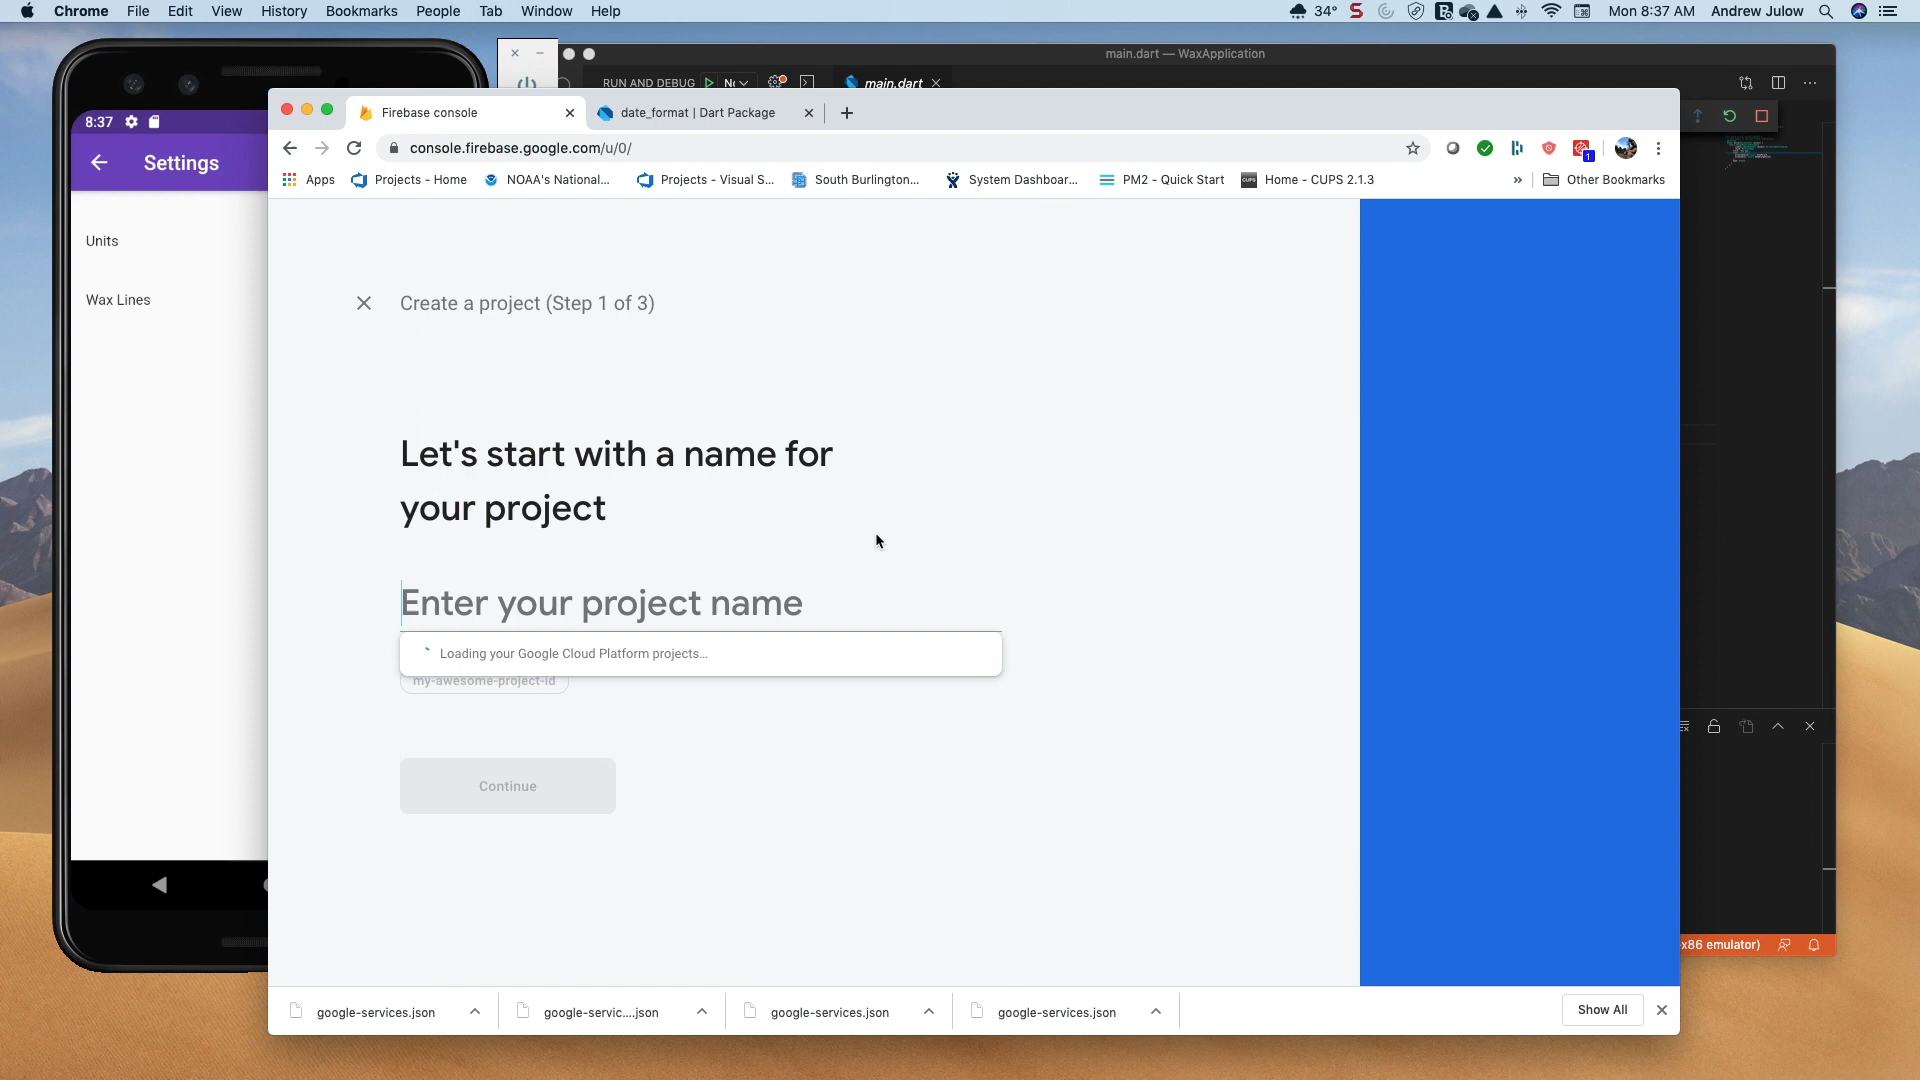 Chrome File Edit View History Bookmarks People Tab Window Help
34° Mon 8:37 AM Andrew Julow
main.dart — WaxApplication
RUN AND DEBUG
main.dart
8:37
Settings
Units
Wax Lines
Firebase console
date_format | Dart Package
console.firebase.google.com/u/0/
1
Apps Projects - Home NOAA's National... Projects - Visual S... South Burlington... System Dashboar... PM2 - Quick Start CUPS Home - CUPS 2.1.3 » Other Bookmarks
Create a project (Step 1 of 3)
Let's start with a name for
your project
Enter your project name
Loading your Google Cloud Platform projects...
my-awesome-project-id
Continue
x86 emulator)
google-services.json google-servic....json google-services.json google-services.json Show All